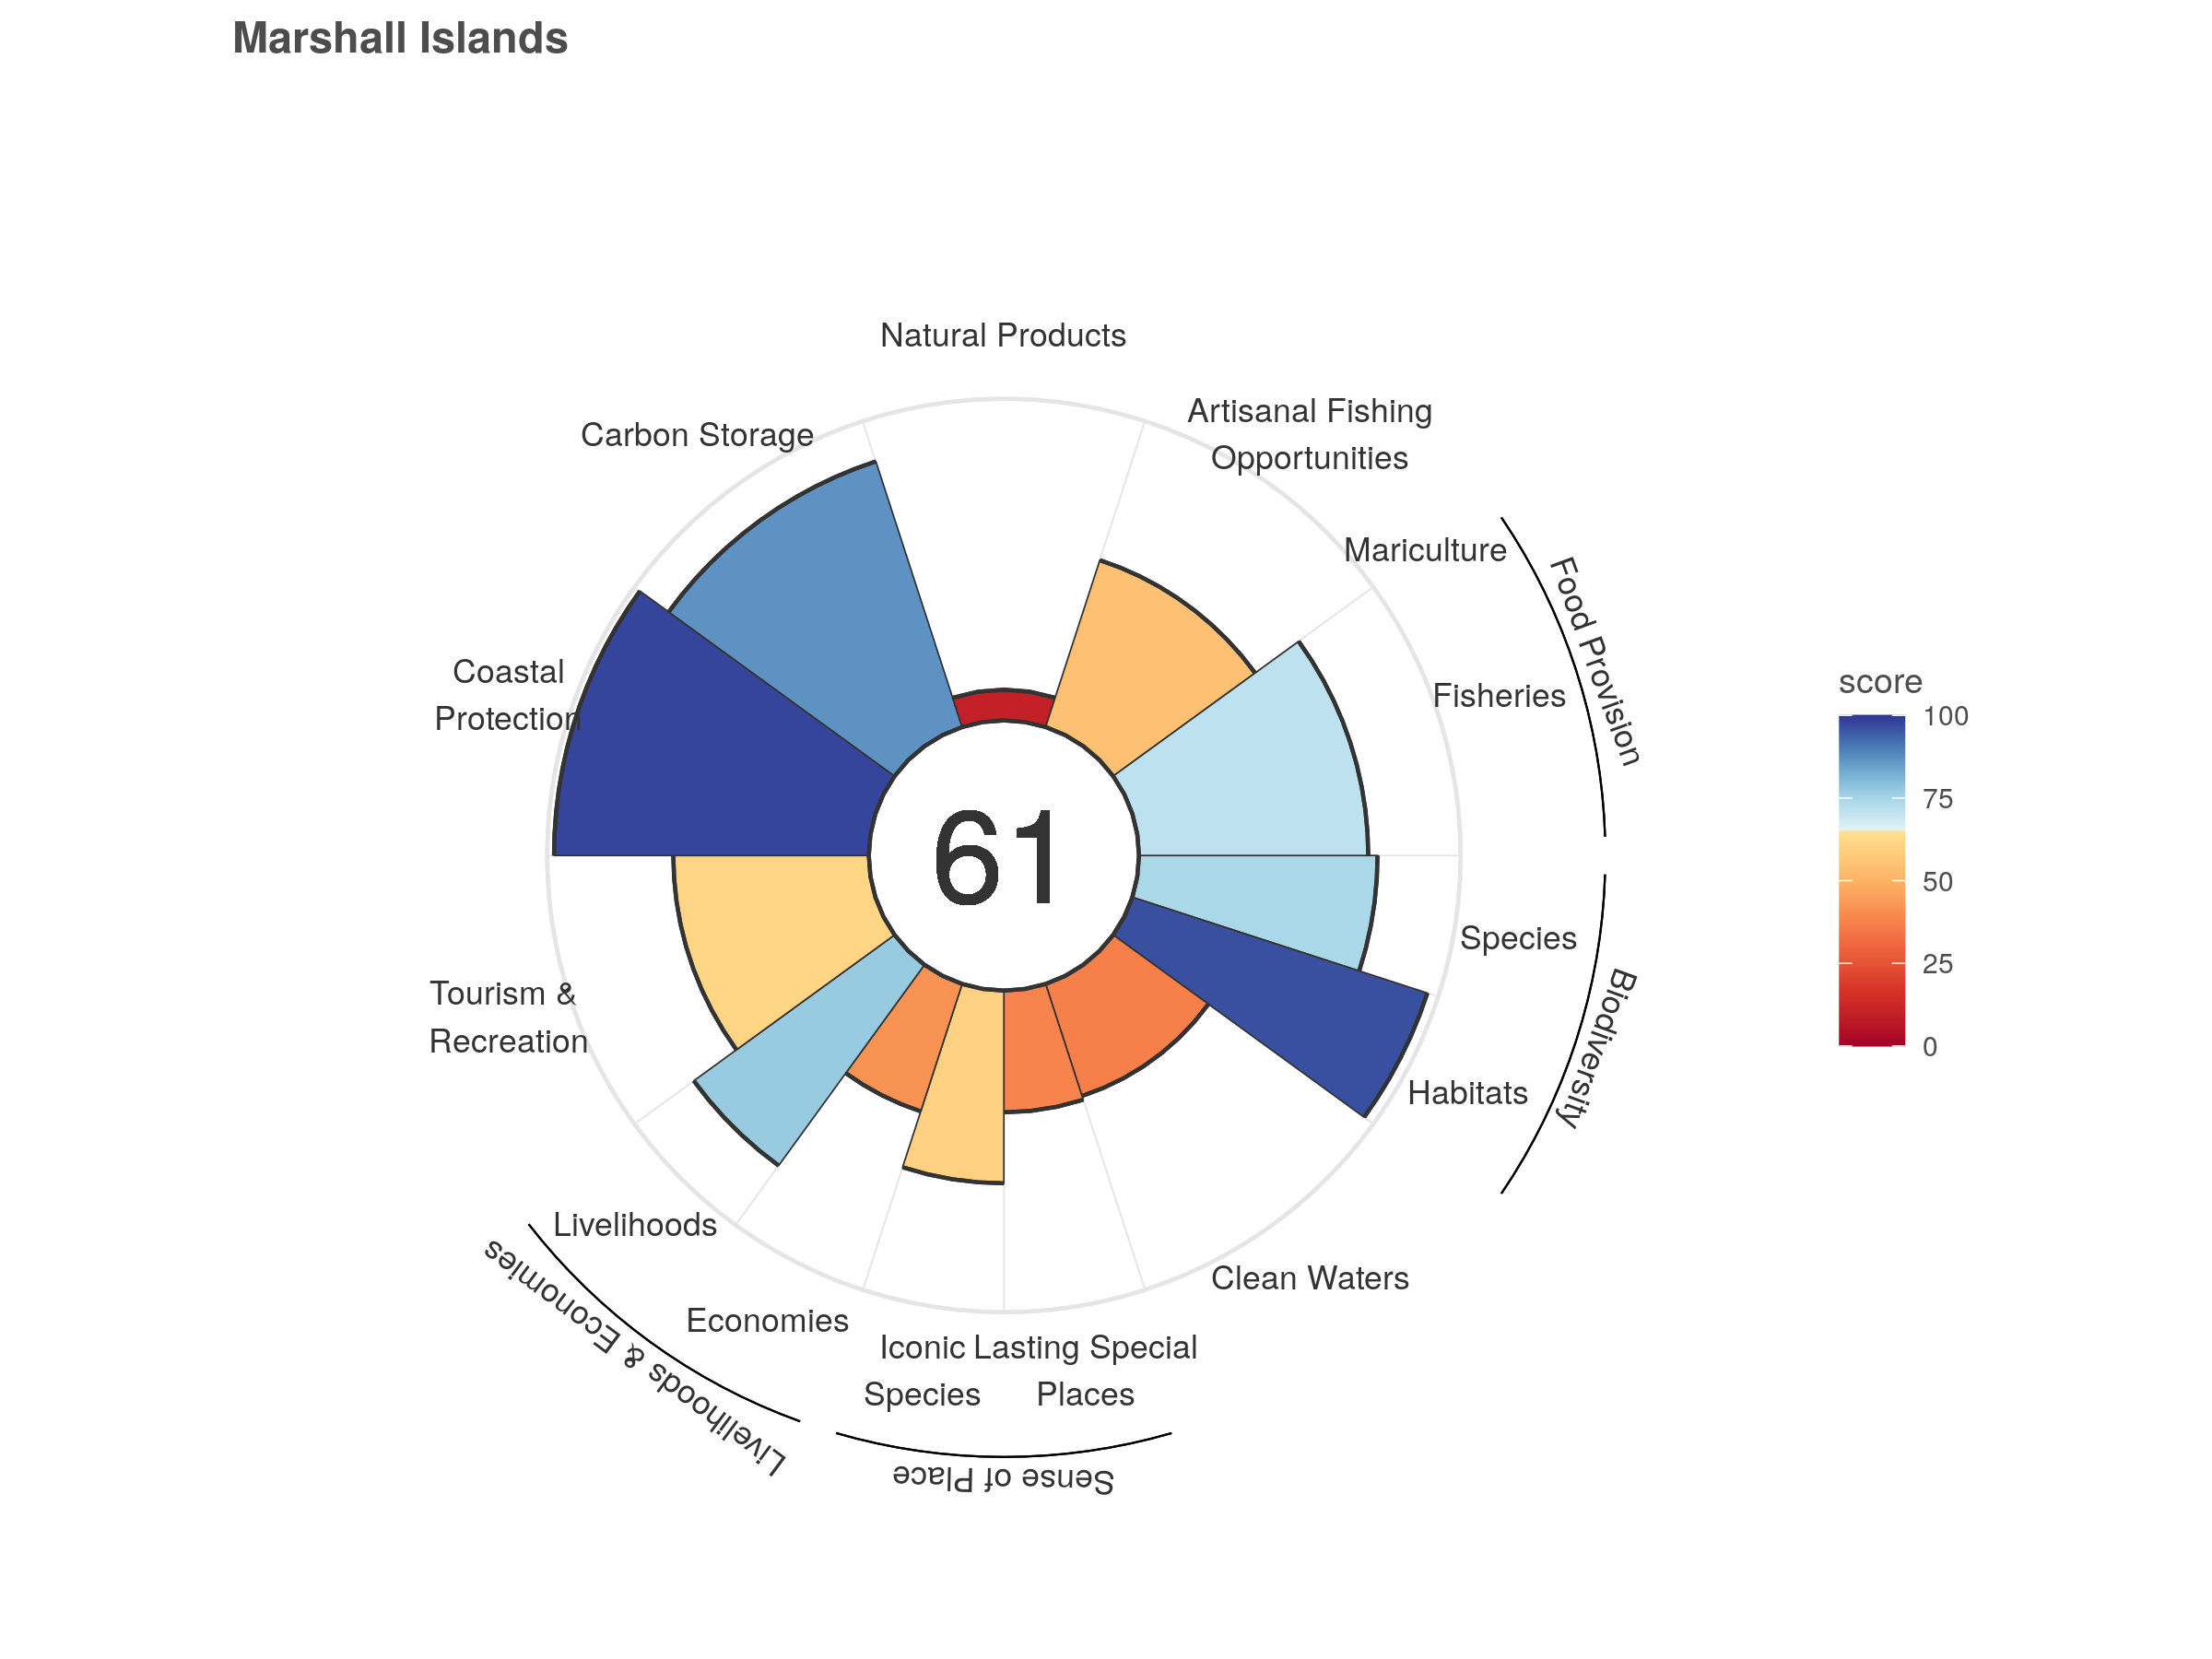 Marshall Islands
Natural Products
Artisanal Fishing
Opportunities
Carbon Storage
Mariculture
Food Provision
Fisheries
Coastal
Protection
score
100
75
50
25
0
61
Species
Biodiversity
Tourism &
Recreation
Habitats
Livelihoods
Clean Waters
Livelihoods & Economies
Economies
Iconic
Species
Lasting Special
Places
Sense of Place